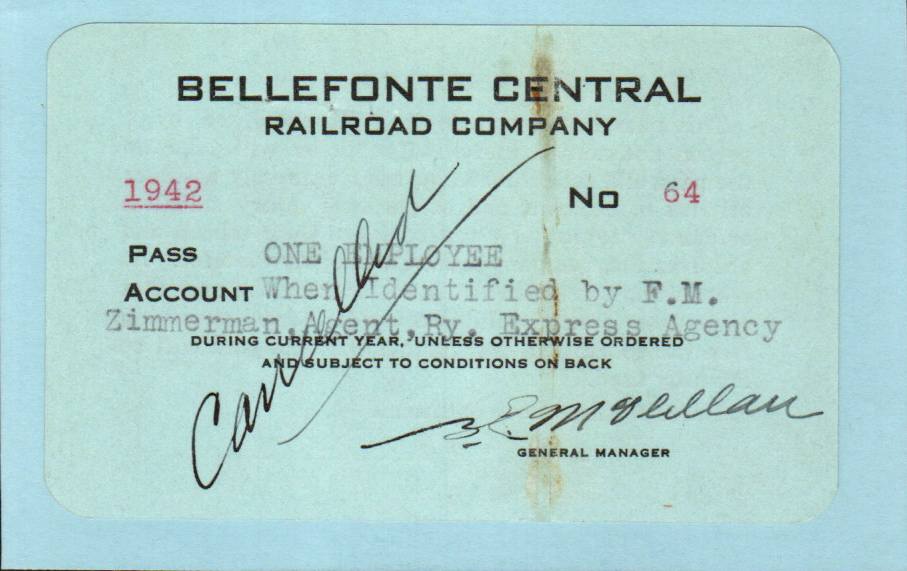 BELLEFONTE CENTRAL
RAILROAD COMPANY
1942 No 64
PASS ONE EMPLOYEE
ACCOUNT When Identified by F.M.
Zimmerman,Agent,Ry. Express Agency
DURING CURRENT YEAR, UNLESS OTHERWISE ORDERED
AND SUBJECT TO CONDITIONS ON BACK
Cancelled
GENERAL MANAGER